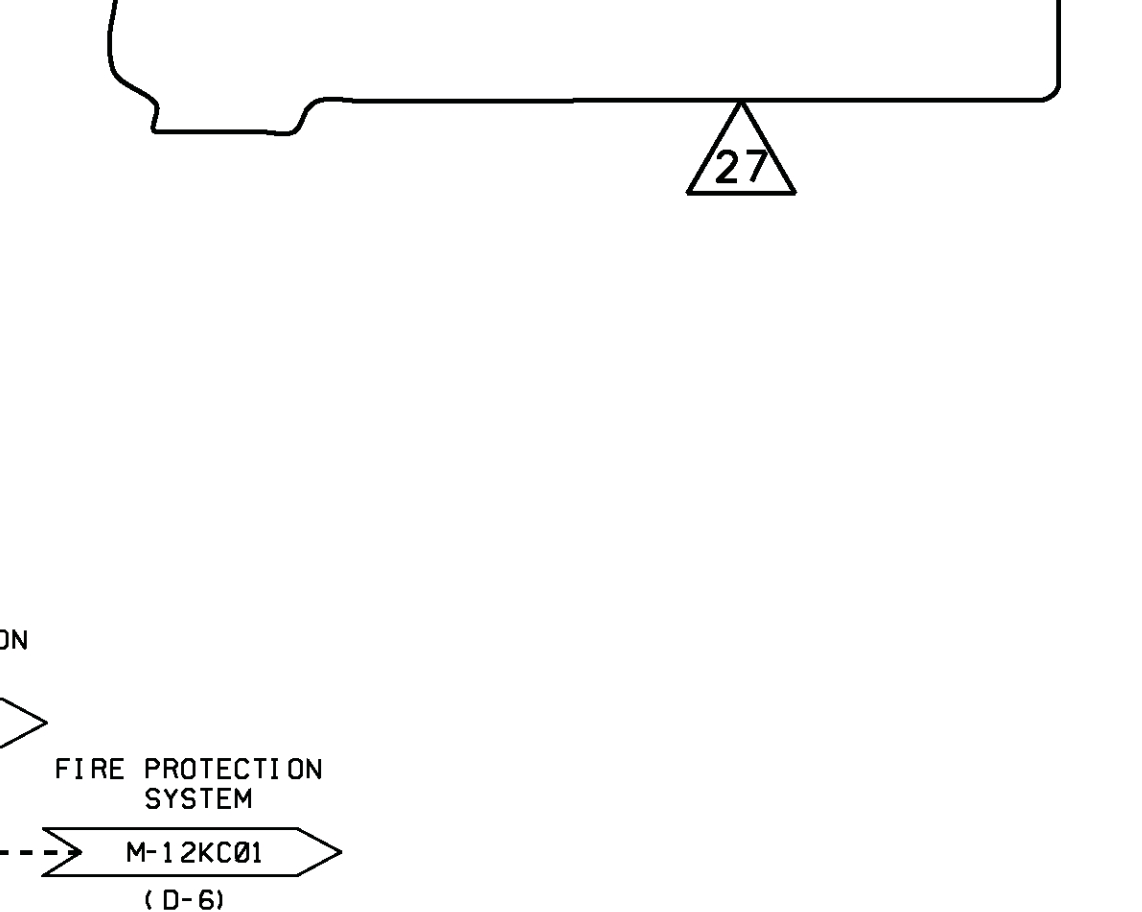 27
ON
FIRE PROTECTION
SYSTEM
M-12KC01
(D-6)